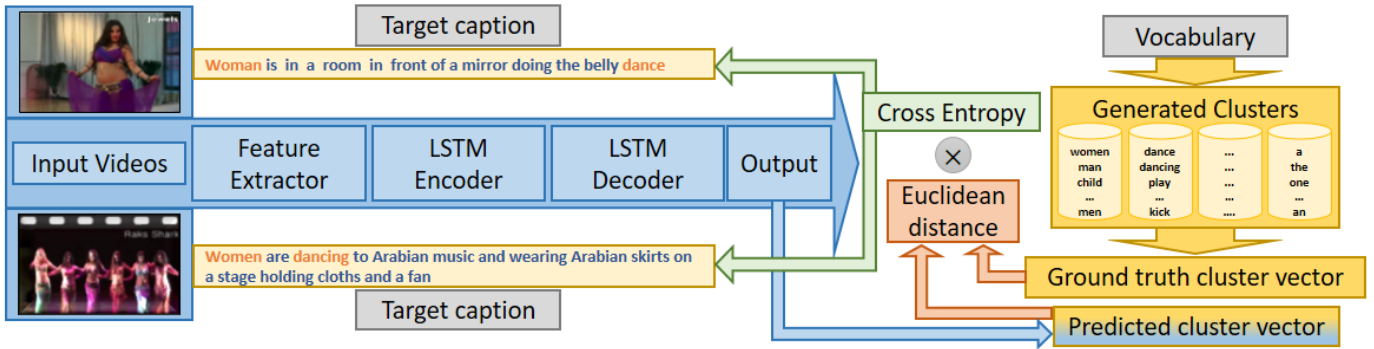 Jewels
Target caption
Woman is in a room in front of a mirror doing the belly dance
Input Videos
Feature
Extractor
LSTM
Encoder
LSTM
Decoder
Output
Raks Shark
Women are dancing to Arabian music and wearing Arabian skirts on
a stage holding cloths and a fan
Target caption
Cross Entropy
×
Euclidean
distance
Vocabulary
Generated Clusters
women
man
child
...
men
dance
dancing
play
...
kick
...
...
...
...
....
a
the
one
...
an
Ground truth cluster vector
Predicted cluster vector